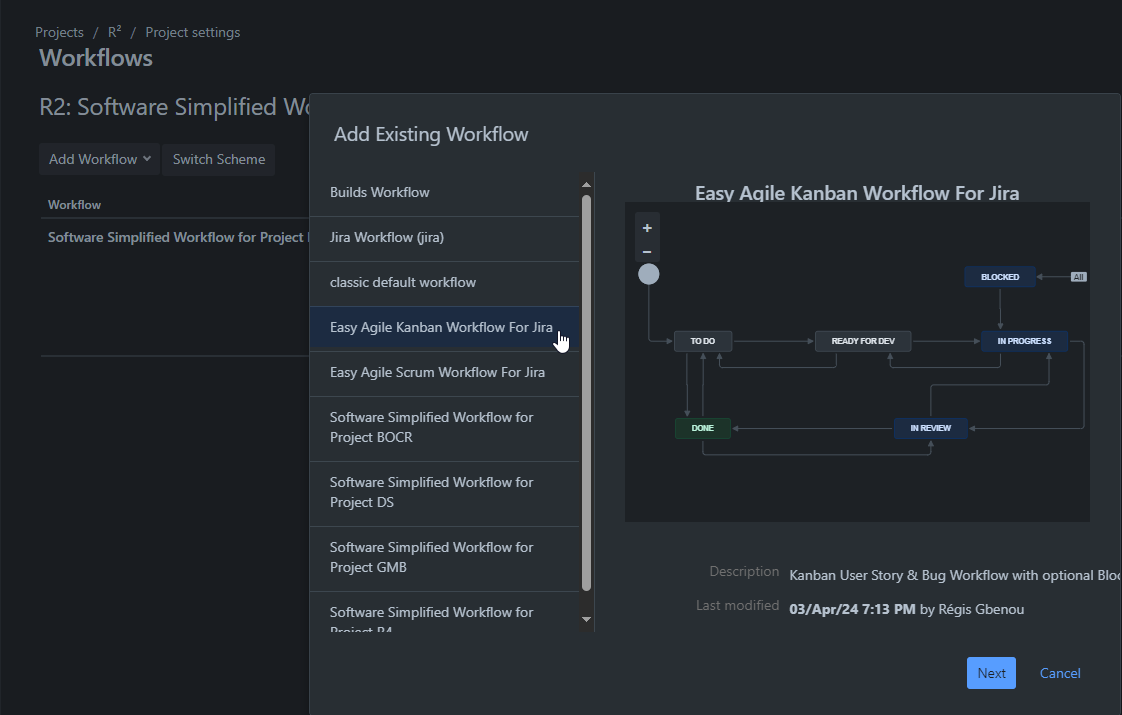 Projects / R² / Project settings
Workflows
R2: Software Simplified Wo
Add Workflow
Switch Scheme
Workflow
Software Simplified Workflow for Project
Add Existing Workflow
Builds Workflow
Jira Workflow (jira)
classic default workflow
Easy Agile Kanban Workflow For Jira
Easy Agile Scrum Workflow For Jira
Software Simplified Workflow for
Project BOCR
Software Simplified Workflow for
Project DS
Software Simplified Workflow for
Project GMB
Software Simplified Workflow for
Project
Easy Agile Kanban Workflow For Jira
+
−
BLOCKED
All
TO DO
READY FOR DEV
IN PROGRESS
DONE
IN REVIEW
Description
Kanban User Story & Bug Workflow with optional Bloc
Last modified
03/Apr/24 7:13 PM by Régis Gbenou
Next
Cancel